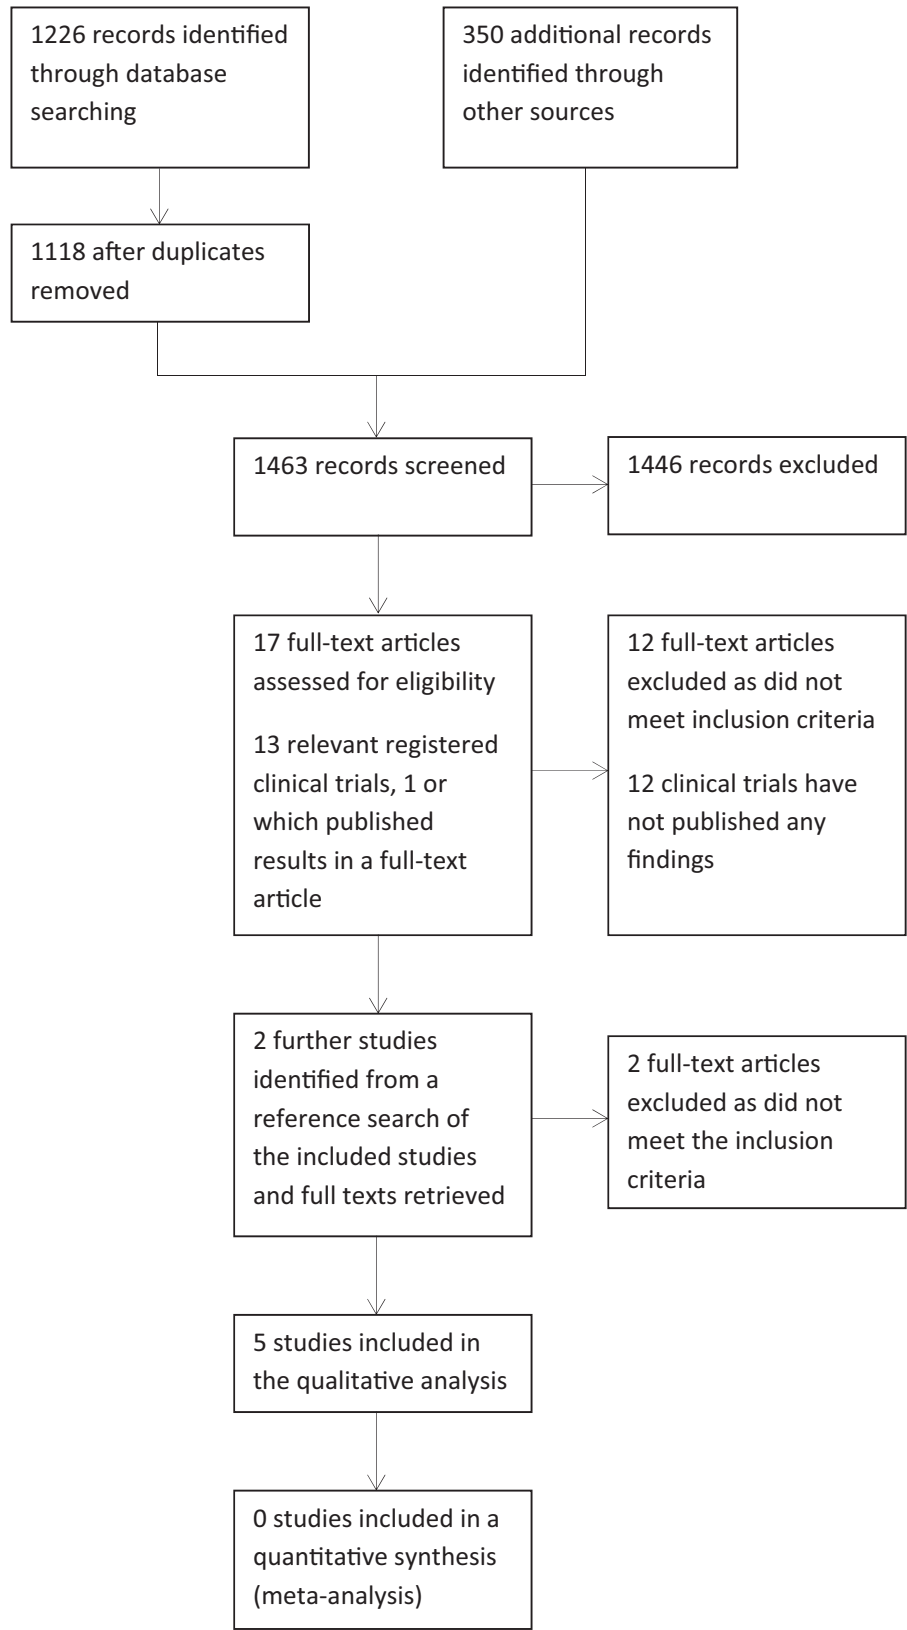 1226 records identified
through database
searching
350 additional records
identified through
other sources
1118 after duplicates
removed
1463 records screened
1446 records excluded
17 full-text articles
assessed for eligibility
13 relevant registered
clinical trials, 1 or
which published
results in a full-text
article
12 full-text articles
excluded as did not
meet inclusion criteria
12 clinical trials have
not published any
findings
2 further studies
identified from a
reference search of
the included studies
and full texts retrieved
2 full-text articles
excluded as did not
meet the inclusion
criteria
5 studies included in
the qualitative analysis
0 studies included in a
quantitative synthesis
(meta-analysis)